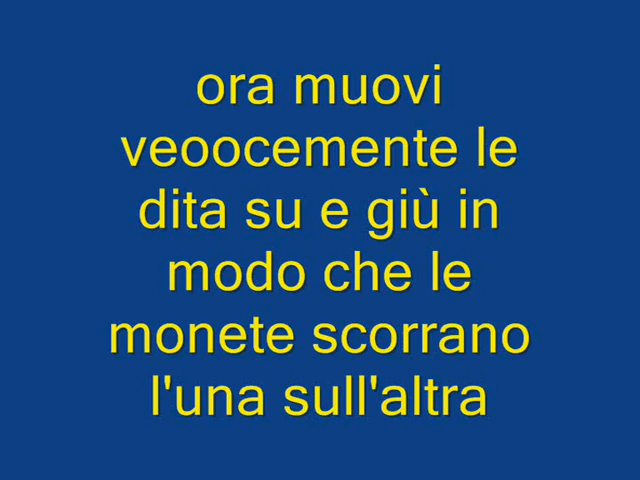 ora muovi
veoocemente le
dita su e giù in
modo che le
monete scorrano
l'una sull'altra